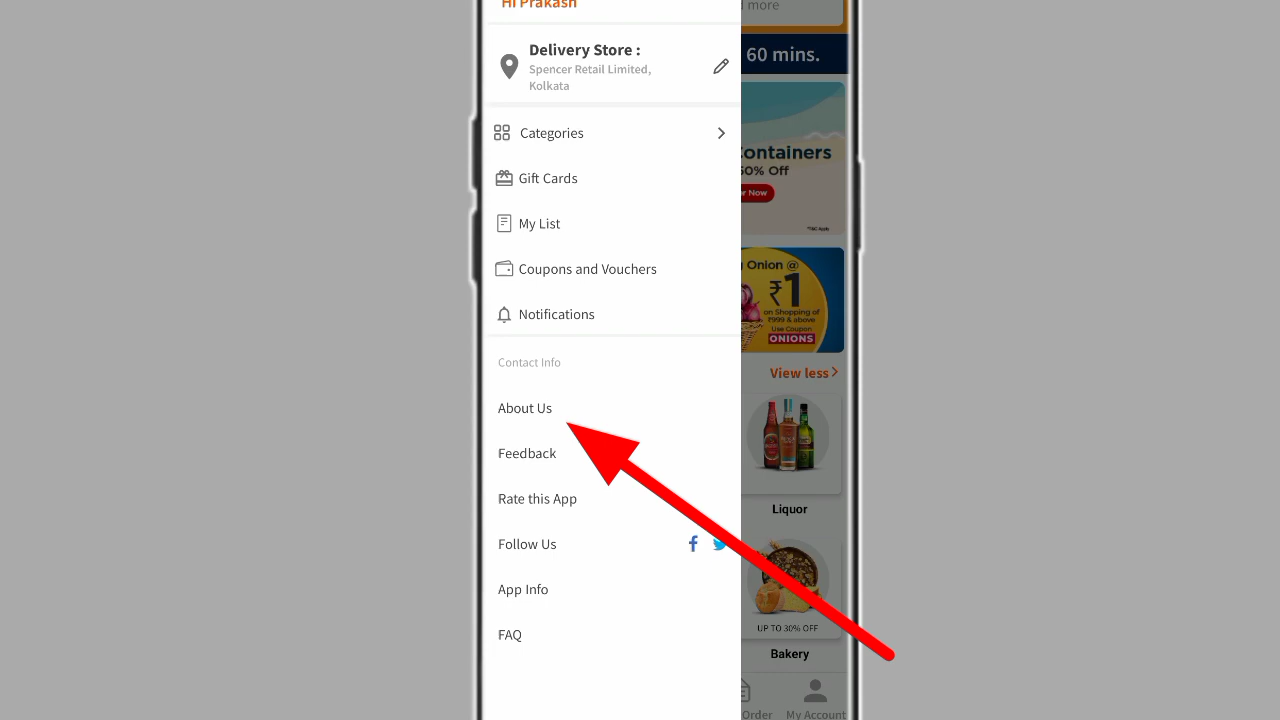 Hi Prakash
Delivery Store :
Spencer Retail Limited,
Kolkata
Categories
Gift Cards
My List
Coupons and Vouchers
Notifications
Contact Info
About Us
Feedback
Rate this App
Follow Us
App Info
FAQ
d more
60 mins.
ontainers
50% Off
r Now
*T&C Apply
g Onion @
₹1
on Shopping of
₹999 & above
Use Coupon
ONIONS
View less
Liquor
UP TO 30% OFF
Bakery
Order
My Account